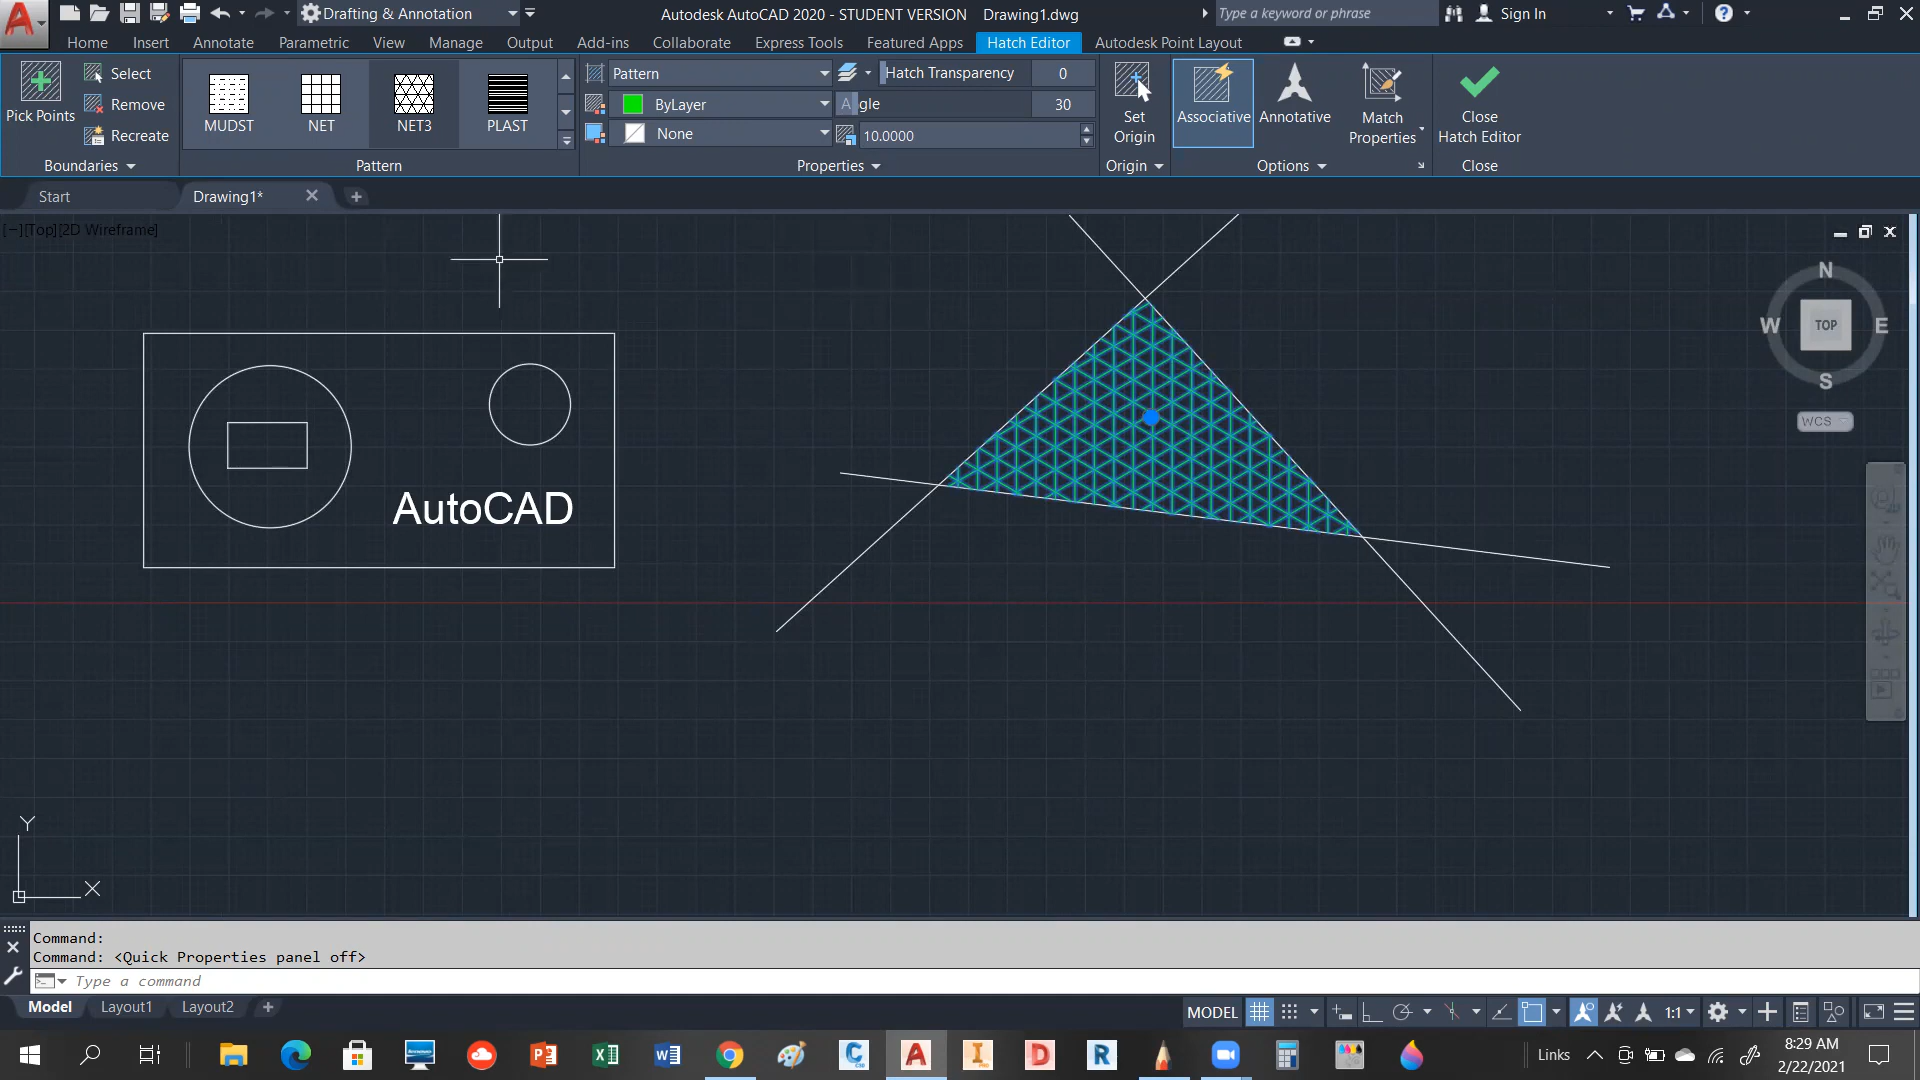 Drafting & Annotation
Autodesk AutoCAD 2020 - STUDENT VERSION Drawing1.dwg
Type a keyword or phrase
Sign In
Home Insert Annotate Parametric View Manage Output Add-ins Collaborate Express Tools Featured Apps Hatch Editor Autodesk Point Layout
Pick Points
Select
Remove
Recreate
Boundaries
MUDST
NET
NET3
PLAST
Pattern
Pattern
ByLayer
None
Hatch Transparency 0
Angle 30
10.0000
Properties
Set
Origin
Origin
Associative
Annotative
Match
Properties
Options
Close
Hatch Editor
Close
Start
Drawing1*
[−][Top][2D Wireframe]
N
W
TOP
E
S
WCS
AutoCAD
Y
X
Command:
Command: <Quick Properties panel off>
Type a command
Model
Layout1
Layout2
MODEL
1:1
Links
8:29 AM
2/22/2021